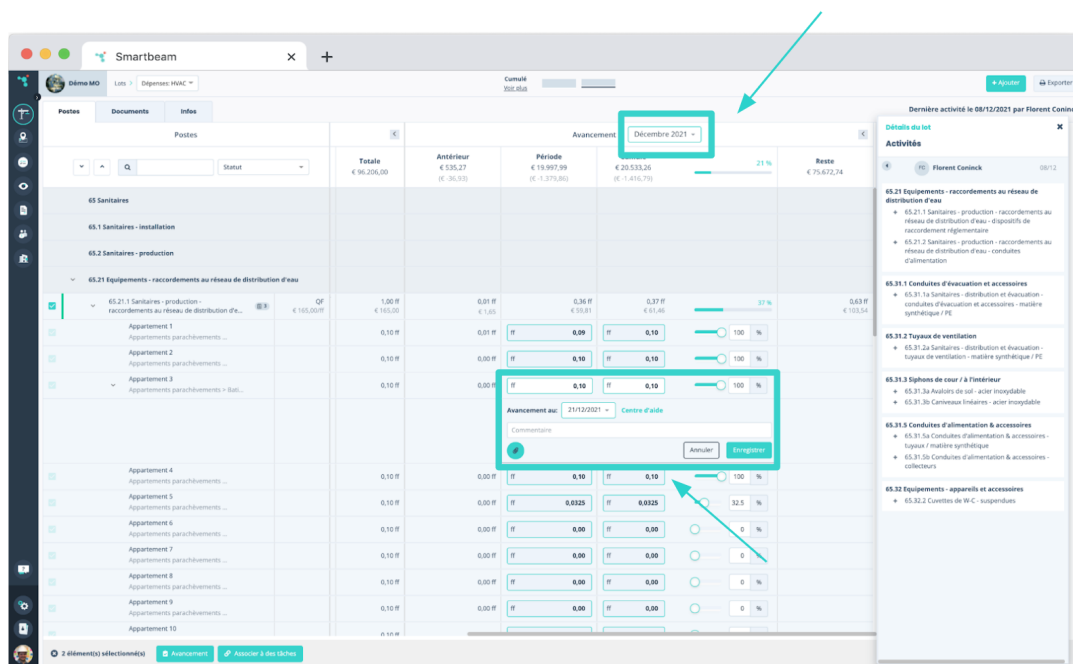 Smartbeam
Démo MO
Lots > Dépenses: HVAC
Cumulé
Voir plus
+ Ajouter
Exporter
Postes Documents Infos
Dernière activité le 08/12/2021 par Florent Coninc
Postes
Avancement Décembre 2021
Statut
Totale
€ 96.206,00
Antérieur
€ 535,27
(€ -36,93)
Période
€ 19.997,99
(€ -1.379,86)
€ 20.533,26
(€ -1.416,79)
21 %
Reste
€ 75.672,74
65 Sanitaires
65.1 Sanitaires - installation
65.2 Sanitaires - production
65.21 Equipements - raccordements au réseau de distribution d'eau
65.21.1 Sanitaires - production -
raccordements au réseau de distribution d'e...
3
QF
€ 165,00/ff
1,00 ff
€ 165,00
0,01 ff
€ 1,65
0,36 ff
€ 59,81
0,37 ff
€ 61,46
37 %
0,63 ff
€ 103,54
Appartement 1
Appartements parachèvements ...
0,10 ff 0,01 ff ff 0,09 ff 0,10 100 %
Appartement 2
Appartements parachèvements ...
0,10 ff 0,00 ff ff 0,10 ff 0,10 100 %
Appartement 3
Appartements parachèvements > Bati...
0,10 ff 0,00 ff ff 0,10 ff 0,10 100 %
Avancement au: 21/12/2021 Centre d'aide
Commentaire
Annuler Enregistrer
Appartement 4
Appartements parachèvements ...
0,10 ff 0,00 ff ff 0,10 ff 0,10 100 %
Appartement 5
Appartements parachèvements ...
0,10 ff 0,00 ff ff 0,0325 ff 0,0325 32.5 %
Appartement 6
Appartements parachèvements ...
0,10 ff 0,00 ff ff 0,00 ff 0,00 0 %
Appartement 7
Appartements parachèvements ...
0,10 ff 0,00 ff ff 0,00 ff 0,00 0 %
Appartement 8
Appartements parachèvements ...
0,10 ff 0,00 ff ff 0,00 ff 0,00 0 %
Appartement 9
Appartements parachèvements ...
0,10 ff 0,00 ff ff 0,00 ff 0,00 0 %
Appartement 10
0,10 ff
2 élément(s) sélectionné(s)
Avancement
Associer à des tâches
Détails du lot
Activités
FC Florent Coninck 08/12
65.21 Equipements - raccordements au réseau de
distribution d'eau
+ 65.21.1 Sanitaires - production - raccordements au
réseau de distribution d'eau - dispositifs de
raccordement réglementaire
+ 65.21.2 Sanitaires - production - raccordements au
réseau de distribution d'eau - conduites
d'alimentation
65.31.1 Conduites d'évacuation et accessoires
+ 65.31.1a Sanitaires - distribution et évacuation -
conduites d'évacuation et accessoires - matière
synthétique / PE
65.31.2 Tuyaux de ventilation
+ 65.31.2a Sanitaires - distribution et évacuation -
tuyaux de ventilation - matière synthétique / PE
65.31.3 Siphons de cour / à l'intérieur
+ 65.31.3a Avaloirs de sol - acier inoxydable
+ 65.31.3b Caniveaux linéaires - acier inoxydable
65.31.5 Conduites d'alimentation & accessoires
+ 65.31.5a Conduites d'alimentation & accessoires -
tuyaux / matière synthétique
+ 65.31.5b Conduites d'alimentation & accessoires -
collecteurs
65.32 Equipements - appareils et accessoires
+ 65.32.2 Cuvettes de W-C - suspendues